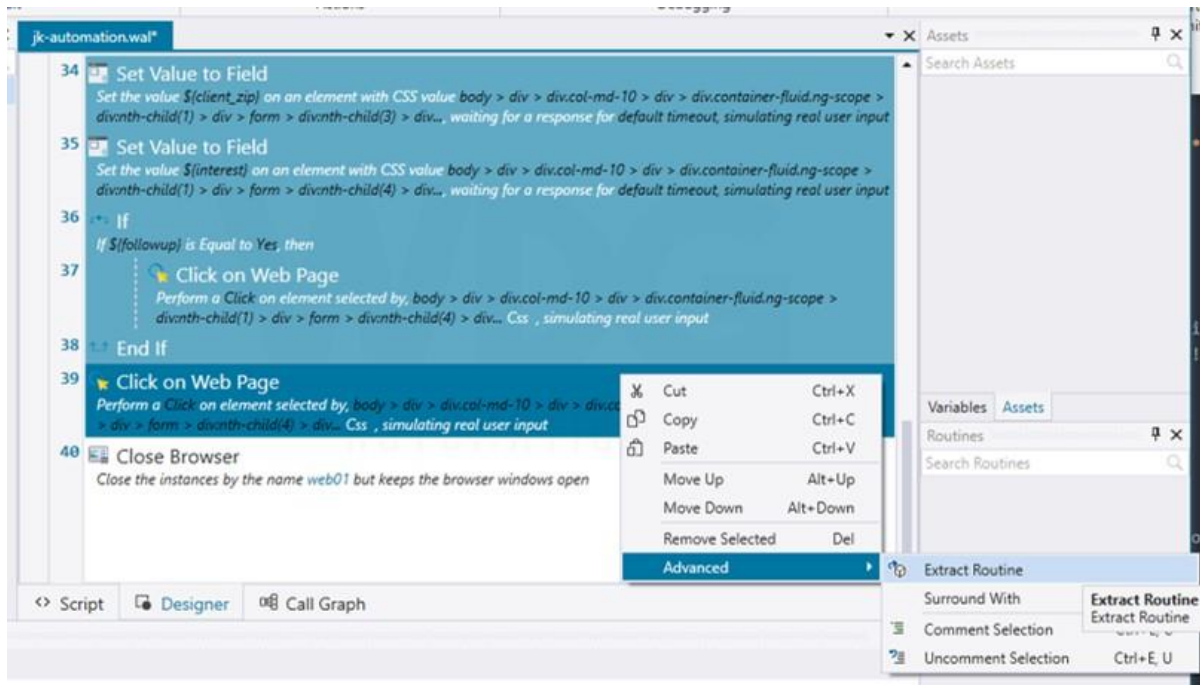 Debugging
jk-automation.wal*
Assets
34 Set Value to Field
Search Assets
Set the value ${client_zip} on an element with CSS value body > div > div.col-md-10 > div > div.container-fluid.ng-scope >
div:nth-child(1) > div > form > div:nth-child(3) > div..., waiting for a response for default timeout, simulating real user input
35 Set Value to Field
Set the value ${interest} on an element with CSS value body > div > div.col-md-10 > div > div.container-fluid.ng-scope >
div:nth-child(1) > div > form > div:nth-child(4) > div..., waiting for a response for default timeout, simulating real user input
36 If
If ${followup} is Equal to Yes, then
37 Click on Web Page
Perform a Click on element selected by, body > div > div.col-md-10 > div > div.container-fluid.ng-scope >
div:nth-child(1) > div > form > div:nth-child(4) > div... Css , simulating real user input
38 End If
39 Click on Web Page
Perform a Click on element selected by, body > div > div.col-md-10 > div > div.cc
> div > form > div:nth-child(4) > div... Css , simulating real user input
40 Close Browser
Close the instances by the name web01 but keeps the browser windows open
Cut Ctrl+X
Copy Ctrl+C
Paste Ctrl+V
Move Up Alt+Up
Move Down Alt+Down
Remove Selected Del
Advanced
Variables Assets
Routines
Search Routines
Extract Routine
Surround With
Comment Selection
Uncomment Selection Ctrl+E, U
Extract Routine
Extract Routine
Script Designer Call Graph